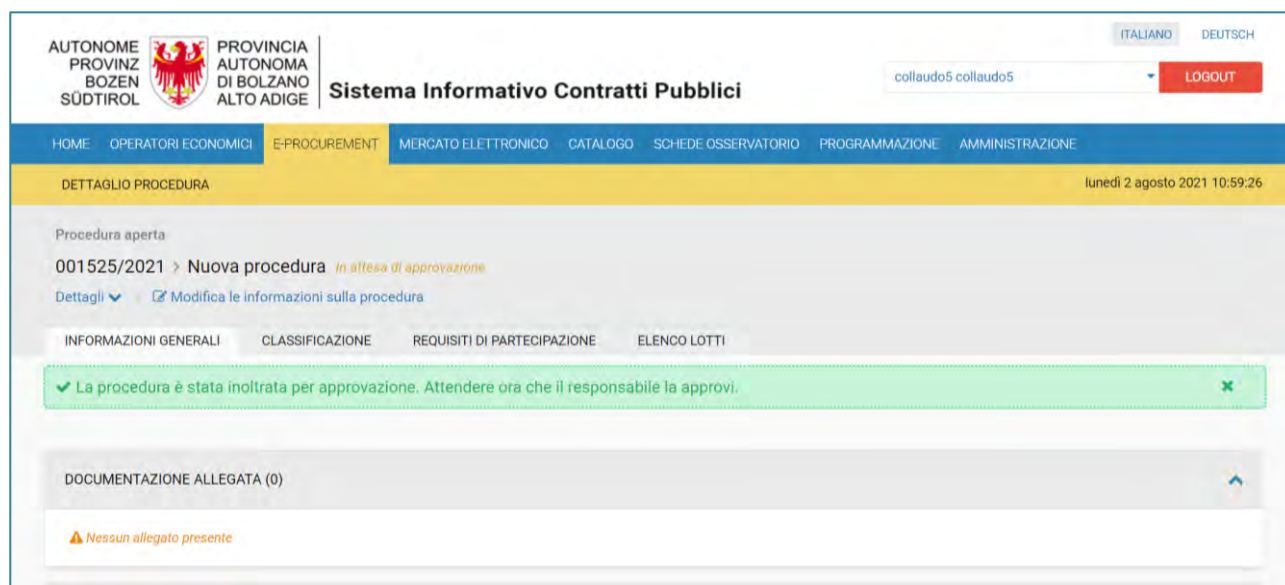 ITALIANO DEUTSCH
AUTONOME PROVINZ BOZEN SÜDTIROL
PROVINCIA AUTONOMA DI BOLZANO ALTO ADIGE
Sistema Informativo Contratti Pubblici
collaudo5 collaudo5 LOGOUT
HOME OPERATORI ECONOMICI E-PROCUREMENT MERCATO ELETTRONICO CATALOGO SCHEDE OSSERVATORIO PROGRAMMAZIONE AMMINISTRAZIONE
DETTAGLIO PROCEDURA lunedì 2 agosto 2021 10:59:26
Procedura aperta
001525/2021 > Nuova procedura In attesa di approvazione
Dettagli Modifica le informazioni sulla procedura
INFORMAZIONI GENERALI CLASSIFICAZIONE REQUISITI DI PARTECIPAZIONE ELENCO LOTTI
La procedura è stata inoltrata per approvazione. Attendere ora che il responsabile la approvi.
DOCUMENTAZIONE ALLEGATA (0)
Nessun allegato presente